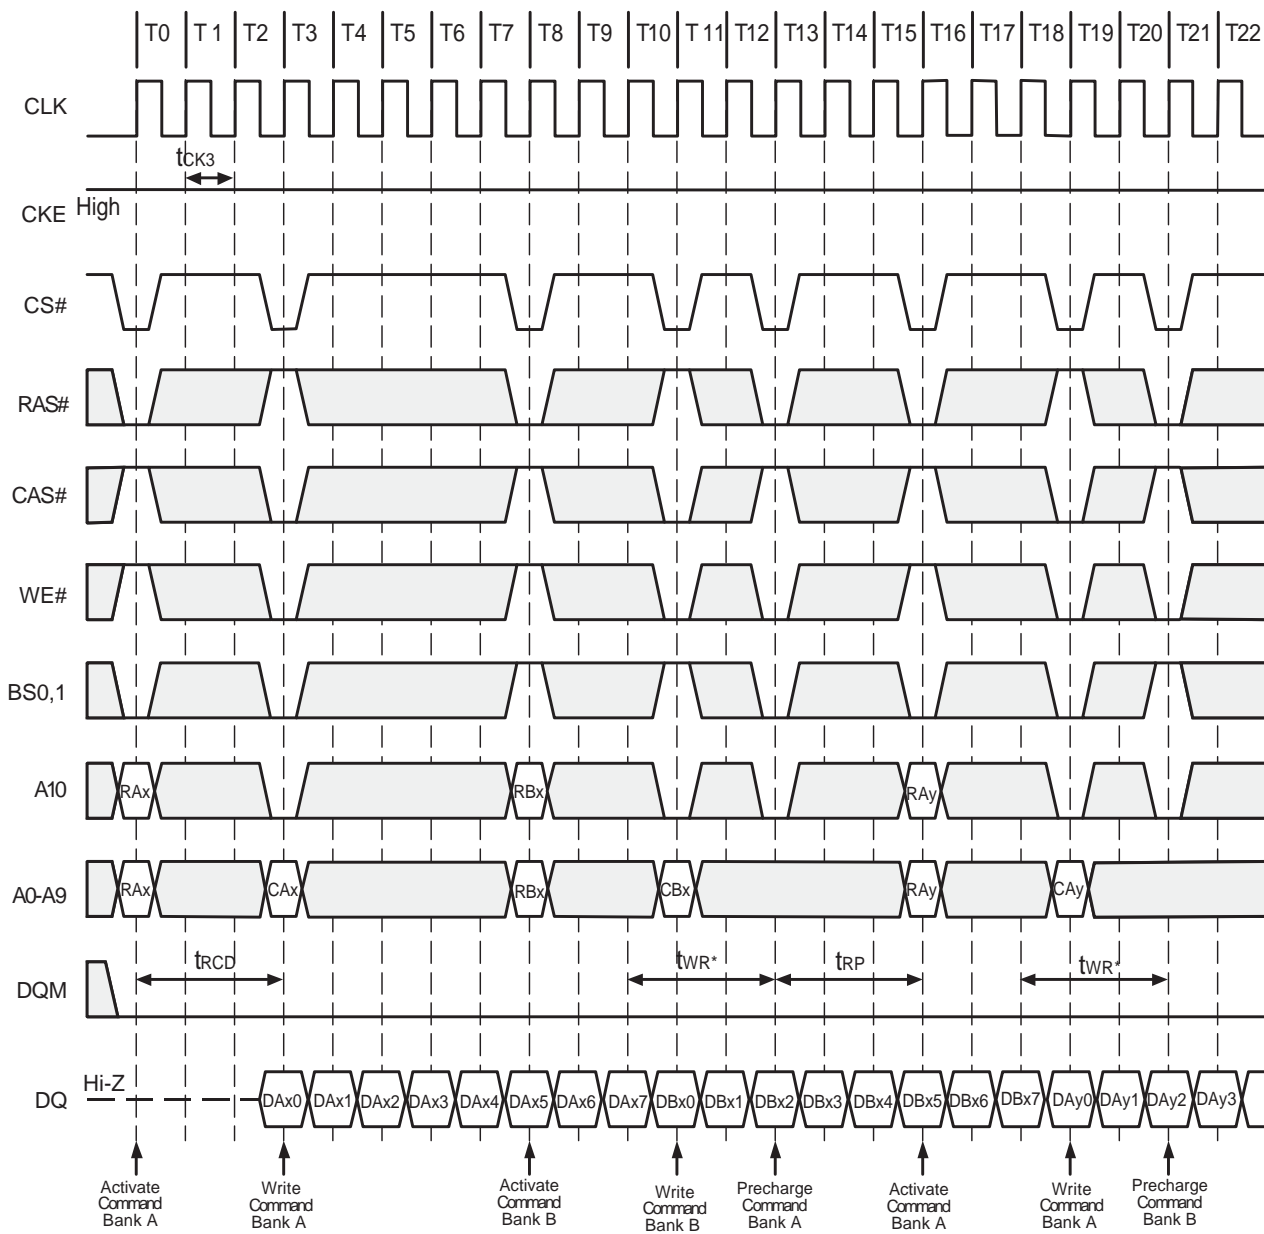 T0 T 1 T2 T3 T4 T5 T6 T7 T8 T9 T10 T 11 T12 T13 T14 T15 T16 T17 T18 T19 T20 T21 T22
CLK
tCK3
High
CKE
CS#
RAS#
CAS#
WE#
BS0,1
A10 RAx RBx RAy
A0-A9 RAx CAx RBx CBx RAy CAy
tRCD tWR* tRP tWR*
DQM
Hi-Z
DQ DAx0 DAx1 DAx2 DAx3 DAx4 DAx5 DAx6 DAx7 DBx0 DBx1 DBx2 DBx3 DBx4 DBx5 DBx6 DBx7 DAy0 DAy1 DAy2 DAy3
Activate
Command
Bank A
Write
Command
Bank A
Activate
Command
Bank B
Write
Command
Bank B
Precharge
Command
Bank A
Activate
Command
Bank A
Write
Command
Bank A
Precharge
Command
Bank B